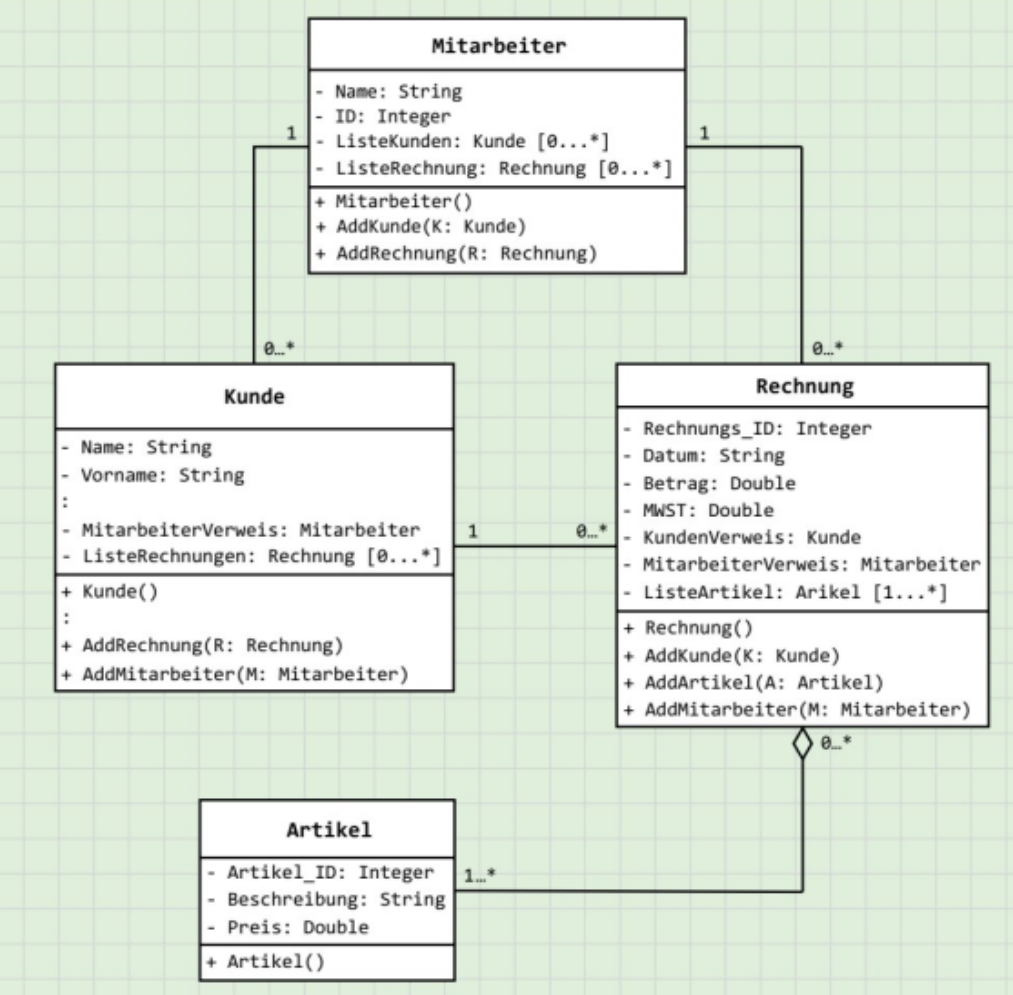 Mitarbeiter
- Name: String
- ID: Integer
- ListeKunden: Kunde [0...*]
- ListeRechnung: Rechnung [0...*]
+ Mitarbeiter()
+ AddKunde(K: Kunde)
+ AddRechnung(R: Rechnung)
1
1
0…*
0…*
Kunde
- Name: String
- Vorname: String
:
- MitarbeiterVerweis: Mitarbeiter
- ListeRechnungen: Rechnung [0...*]
+ Kunde()
:
+ AddRechnung(R: Rechnung)
+ AddMitarbeiter(M: Mitarbeiter)
1
0…*
Rechnung
- Rechnungs_ID: Integer
- Datum: String
- Betrag: Double
- MWST: Double
- KundenVerweis: Kunde
- MitarbeiterVerweis: Mitarbeiter
- ListeArtikel: Arikel [1...*]
+ Rechnung()
+ AddKunde(K: Kunde)
+ AddArtikel(A: Artikel)
+ AddMitarbeiter(M: Mitarbeiter)
0…*
Artikel
- Artikel_ID: Integer
- Beschreibung: String
- Preis: Double
+ Artikel()
1…*